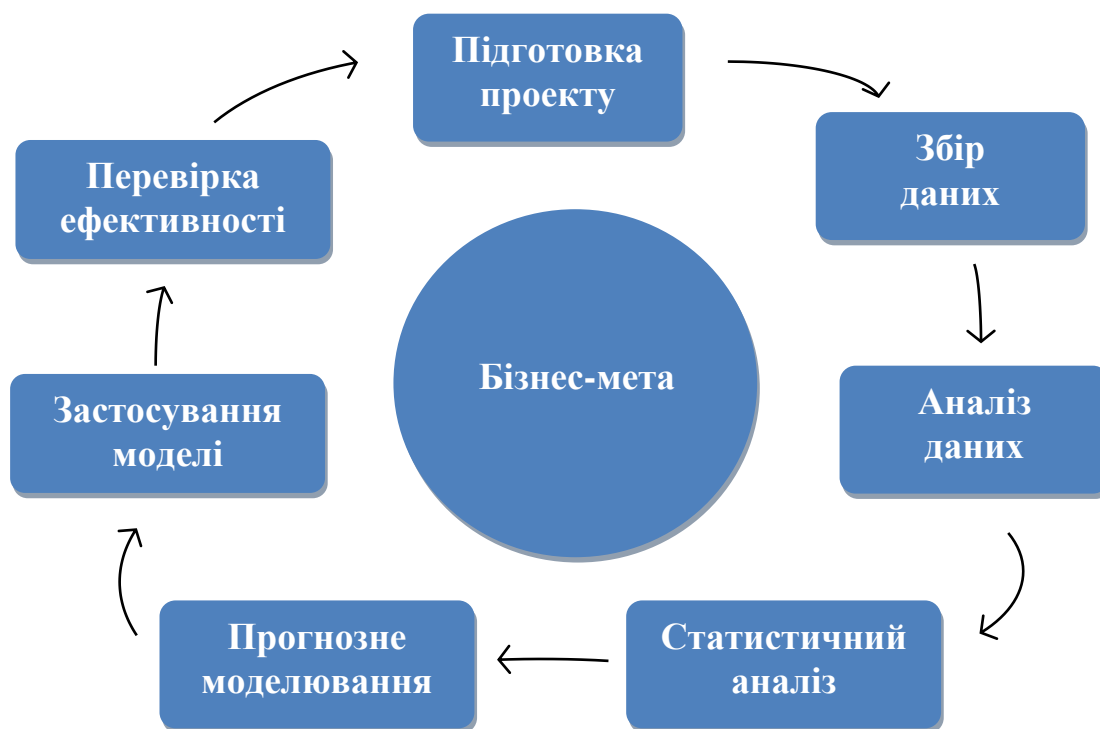 Підготовка
проекту
Збір
даних
Аналіз
даних
Статистичний
аналіз
Прогнозне
моделювання
Застосування
моделі
Перевірка
ефективності
Бізнес-мета